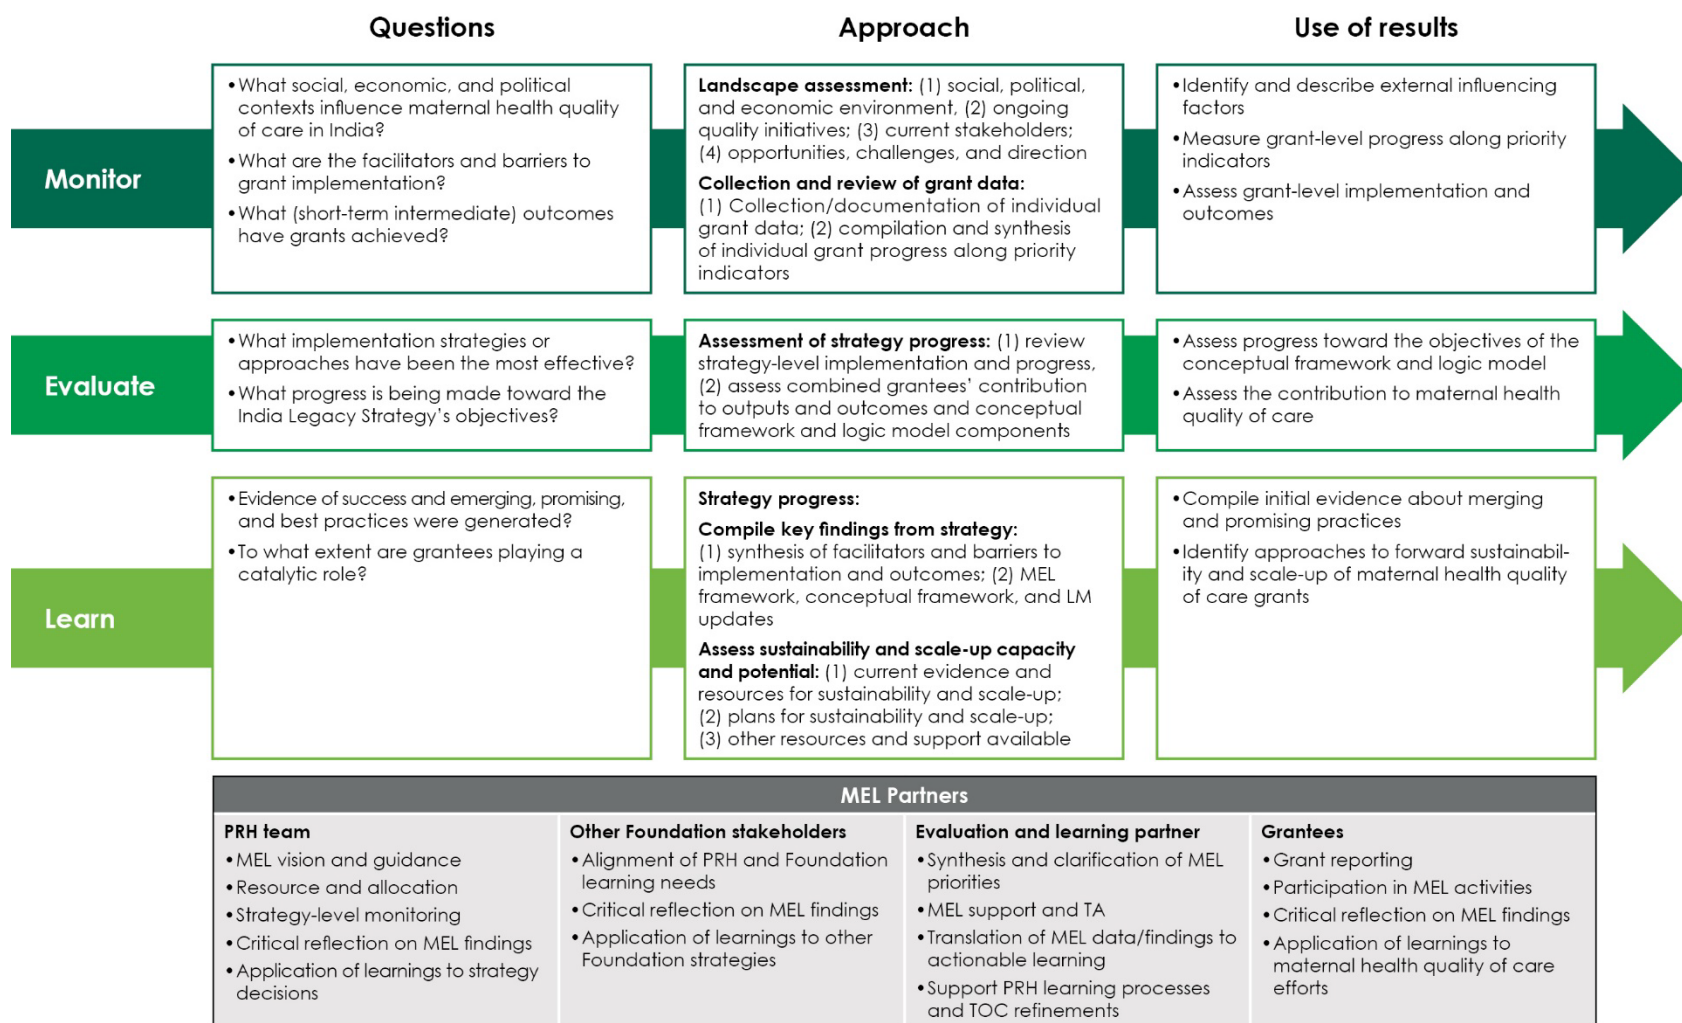 Questions
Approach
Use of results
Monitor
•What social, economic, and political
contexts influence maternal health quality
of care in India?
•What are the facilitators and barriers to
grant implementation?
•What (short-term intermediate) outcomes
have grants achieved?
Landscape assessment: (1) social, political,
and economic environment, (2) ongoing
quality initiatives; (3) current stakeholders;
(4) opportunities, challenges, and direction
Collection and review of grant data:
(1) Collection/documentation of individual
grant data; (2) compilation and synthesis
of individual grant progress along priority
indicators
•Identify and describe external influencing
factors
•Measure grant-level progress along priority
indicators
•Assess grant-level implementation and
outcomes
Evaluate
•What implementation strategies or
approaches have been the most effective?
•What progress is being made toward the
India Legacy Strategy’s objectives?
Assessment of strategy progress: (1) review
strategy-level implementation and progress,
(2) assess combined grantees’ contribution
to outputs and outcomes and conceptual
framework and logic model components
•Assess progress toward the objectives of the
conceptual framework and logic model
•Assess the contribution to maternal health
quality of care
Learn
•Evidence of success and emerging, promising,
and best practices were generated?
•To what extent are grantees playing a
catalytic role?
Strategy progress:
Compile key findings from strategy:
(1) synthesis of facilitators and barriers to
implementation and outcomes; (2) MEL
framework, conceptual framework, and LM
updates
Assess sustainability and scale-up capacity
and potential: (1) current evidence and
resources for sustainability and scale-up;
(2) plans for sustainability and scale-up;
(3) other resources and support available
•Compile initial evidence about merging
and promising practices
•Identify approaches to forward sustainabil-
ity and scale-up of maternal health quality
of care grants
MEL Partners
PRH team
•MEL vision and guidance
•Resource and allocation
•Strategy-level monitoring
•Critical reflection on MEL findings
•Application of learnings to strategy
decisions
Other Foundation stakeholders
•Alignment of PRH and Foundation
learning needs
•Critical reflection on MEL findings
•Application of learnings to other
Foundation strategies
Evaluation and learning partner
•Synthesis and clarification of MEL
priorities
•MEL support and TA
•Translation of MEL data/findings to
actionable learning
•Support PRH learning processes
and TOC refinements
Grantees
•Grant reporting
•Participation in MEL activities
•Critical reflection on MEL findings
•Application of learnings to
maternal health quality of care
efforts